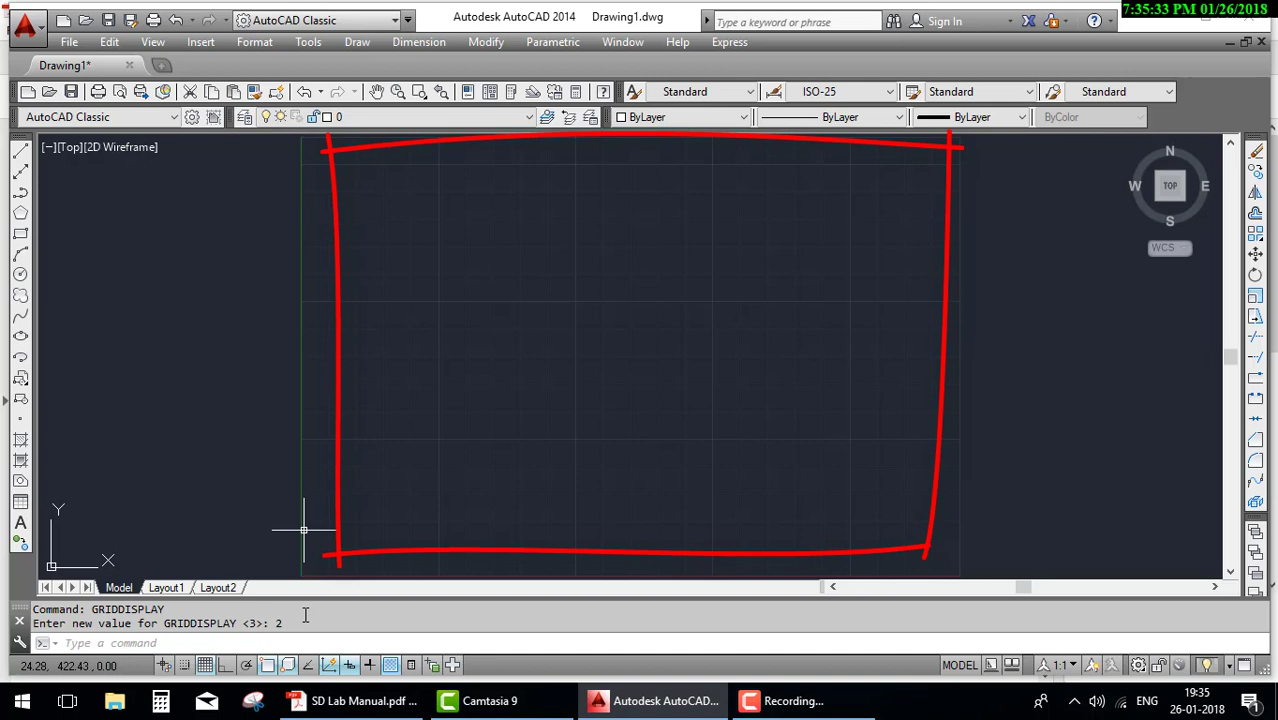 7:35:33 PM 01/26/2018
AutoCAD Classic
Autodesk AutoCAD 2014 Drawing1.dwg
Type a keyword or phrase
Sign In
File Edit View Insert Format Tools Draw Dimension Modify Parametric Window Help Express
Drawing1*
Standard ISO-25 Standard Standard
AutoCAD Classic 0 ByLayer ByLayer ByLayer ByColor
[−][Top][2D Wireframe]
N
W TOP E
S
WCS
Y
X
Model Layout1 Layout2
Command: GRIDDISPLAY
Enter new value for GRIDDISPLAY <3>: 2
Type a command
24.28, 422.43, 0.00 MODEL 1:1
SD Lab Manual.pdf ... Camtasia 9 Autodesk AutoCAD... Recording... ENG 19:35
26-01-2018 1